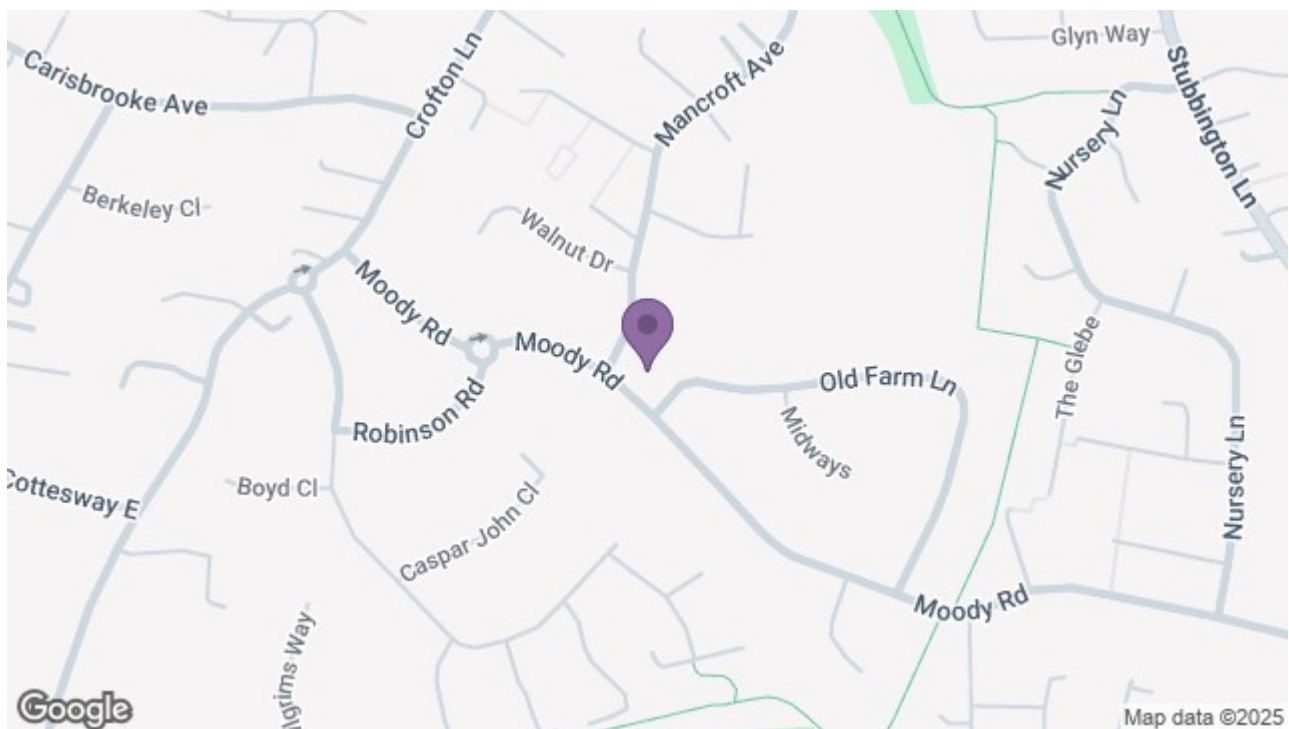 Glyn Way
Carisbrooke Ave
Crofton Ln
Mancroft Ave
Stubbington Ln
Nursery Ln
Berkeley Cl
Walnut Dr
Moody Rd
Moody Rd
The Glebe
Old Farm Ln
Robinson Rd
Midways
Nursery Ln
Cottesway E
Boyd Cl
Caspar John Cl
Moody Rd
lgrims Way
Google
Map data ©2025